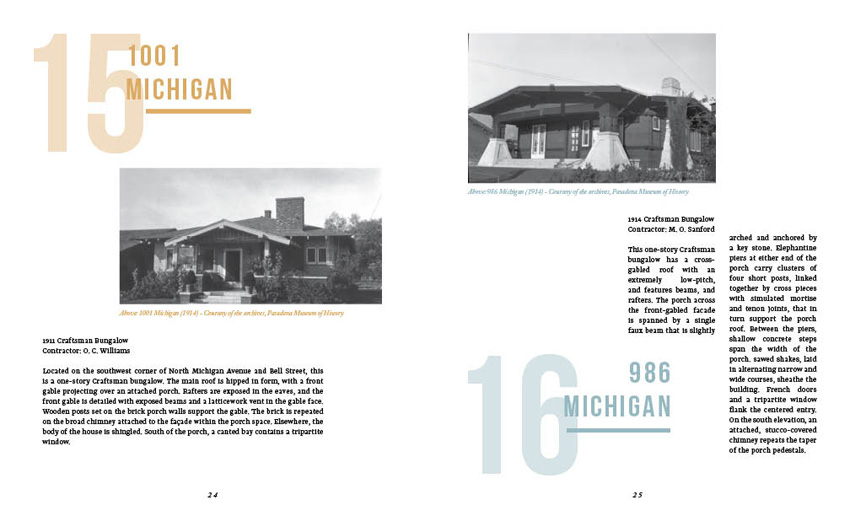 15
1001
MICHIGAN
Above 1001 Michigan (1914) - Courtesy of the archives, Pasadena Museum of History
1911 Craftsman Bungalow
Contractor: O. C. Williams
Located on the southwest corner of North Michigan Avenue and Bell Street, this
is a one-story Craftsman bungalow. The main roof is hipped in form, with a front
gable projecting over an attached porch. Rafters are exposed in the eaves, and the
front gable is detailed with exposed beams and a latticework vent in the gable face.
Wooden posts set on the brick porch walls support the gable. The brick is repeated
on the broad chimney attached to the façade within the porch space. Elsewhere, the
body of the house is shingled. South of the porch, a canted bay contains a tripartite
window.
24
Above: 986 Michigan (1914) - Courtesy of the archives, Pasadena Museum of History
1914 Craftsman Bungalow
Contractor: M. O. Sanford
This one-story Craftsman
bungalow has a cross-
gabled roof with an
extremely low-pitch,
and features beams, and
rafters. The porch across
the front-gabled facade
is spanned by a single
faux beam that is slightly
arched and anchored by
a key stone. Elephantine
piers at either end of the
porch carry clusters of
four short posts, linked
together by cross pieces
with simulated mortise
and tenon joints, that in
turn support the porch
roof. Between the piers,
shallow concrete steps
span the width of the
porch. sawed shakes, laid
in alternating narrow and
wide courses, sheathe the
building. French doors
and a tripartite window
flank the centered entry.
On the south elevation, an
attached, stucco-covered
chimney repeats the taper
of the porch pedestals.
16
986
MICHIGAN
25